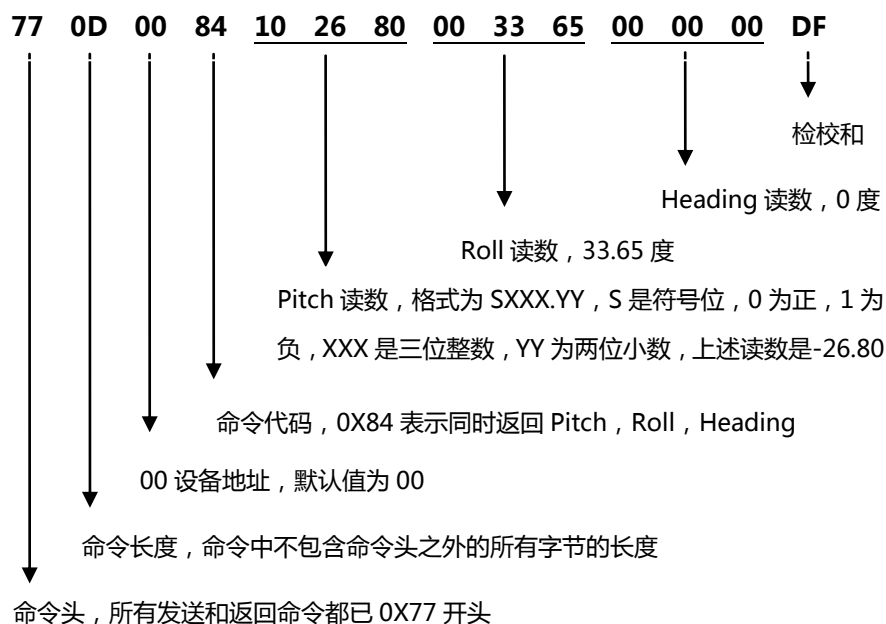 77 0D 00 84 10 26 80 00 33 65 00 00 00 DF
检校和
Heading 读数，0 度
Roll 读数，33.65 度
Pitch 读数，格式为 SXXX.YY，S 是符号位，0 为正，1 为
负，XXX 是三位整数，YY 为两位小数，上述读数是-26.80
命令代码，0X84 表示同时返回 Pitch，Roll，Heading
00 设备地址，默认值为 00
命令长度，命令中不包含命令头之外的所有字节的长度
命令头，所有发送和返回命令都已 0X77 开头